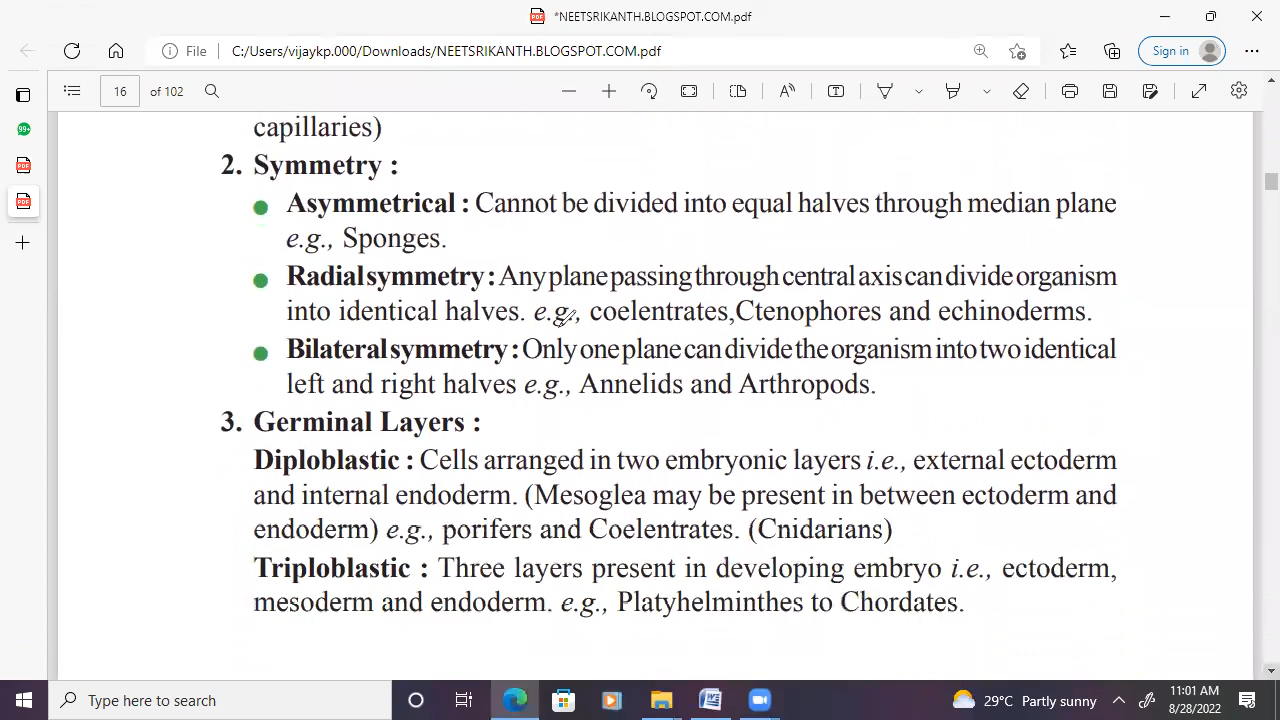 *NEETSRIKANTH.BLOGSPOT.COM.pdf
File C:/Users/vijaykp.000/Downloads/NEETSRIKANTH.BLOGSPOT.COM.pdf Sign in
16 of 102
99+
capillaries)
2. Symmetry :
Asymmetrical : Cannot be divided into equal halves through median plane
e.g., Sponges.
Radial symmetry : Any plane passing through central axis can divide organism
into identical halves. e.g., coelentrates,Ctenophores and echinoderms.
Bilateral symmetry : Only one plane can divide the organism into two identical
left and right halves e.g., Annelids and Arthropods.
3. Germinal Layers :
Diploblastic : Cells arranged in two embryonic layers i.e., external ectoderm
and internal endoderm. (Mesoglea may be present in between ectoderm and
endoderm) e.g., porifers and Coelentrates. (Cnidarians)
Triploblastic : Three layers present in developing embryo i.e., ectoderm,
mesoderm and endoderm. e.g., Platyhelminthes to Chordates.
Type here to search 29°C Partly sunny 11:01 AM
8/28/2022